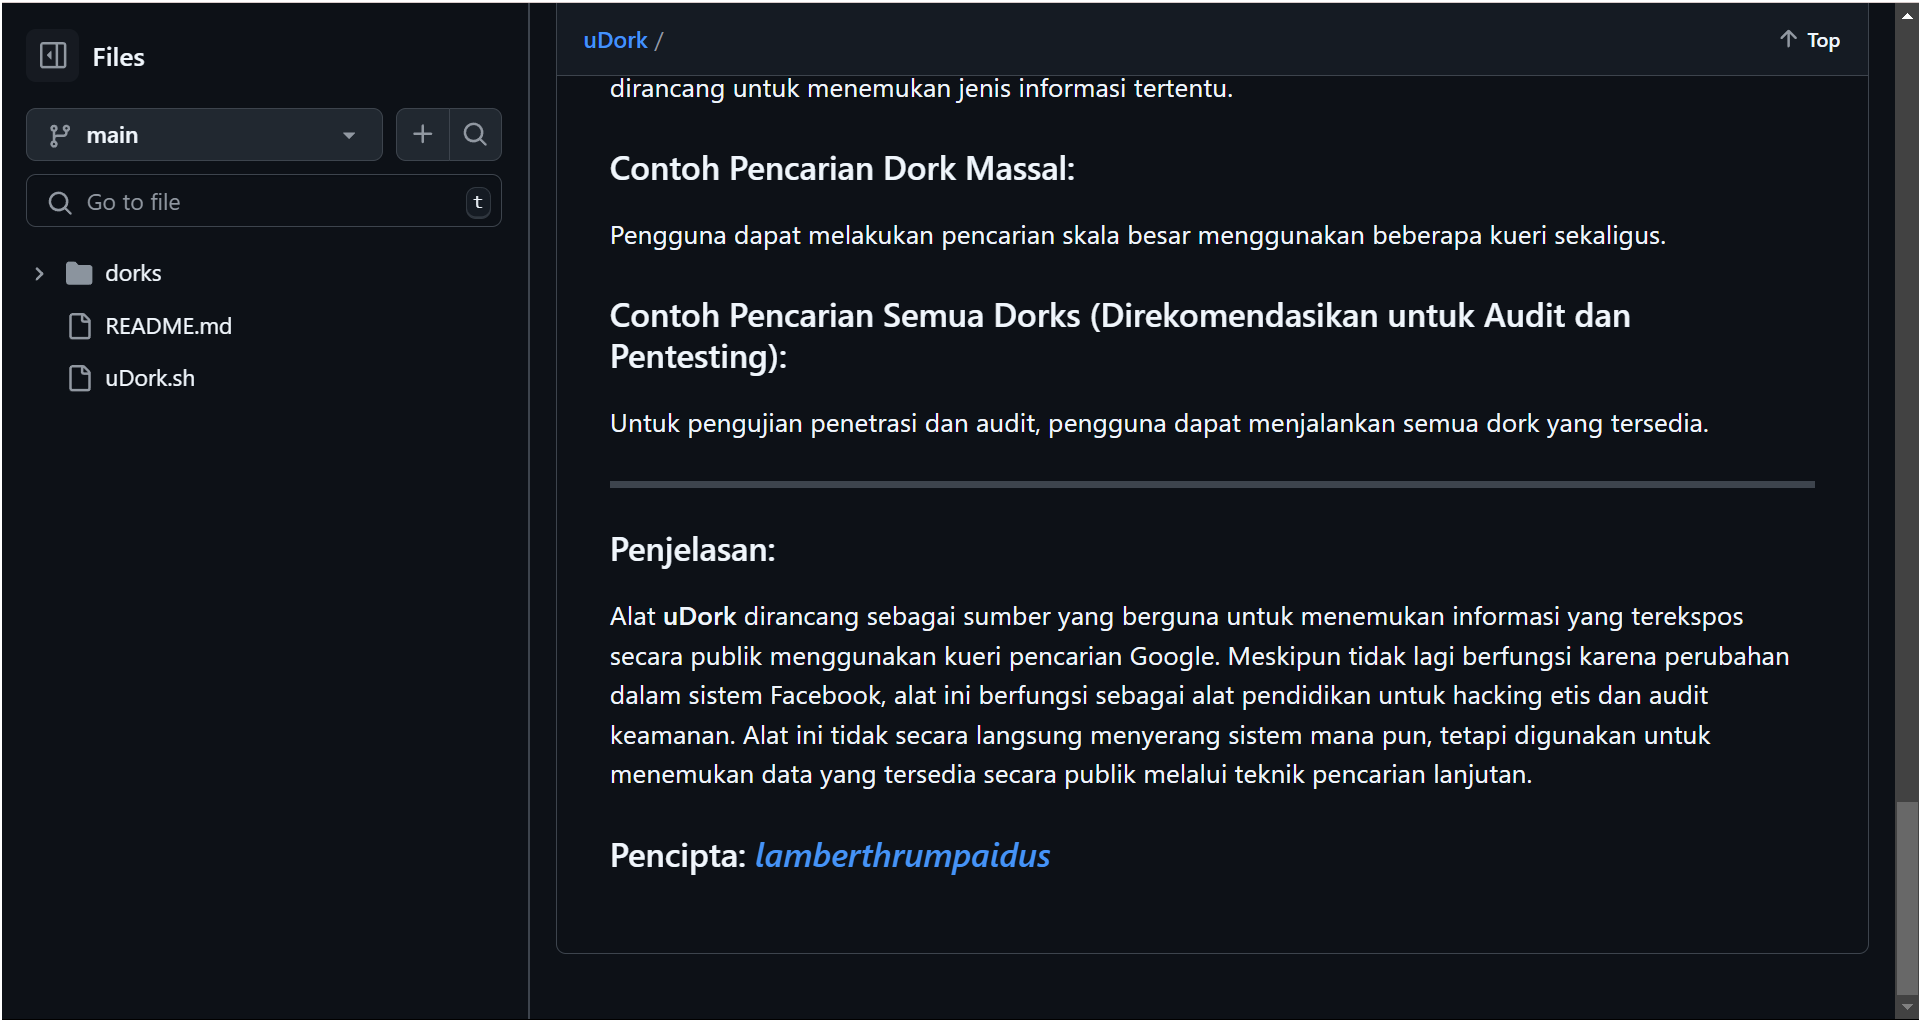 Files
main
Go to file
t
dorks
README.md
uDork.sh
uDork /
Top
dirancang untuk menemukan jenis informasi tertentu.
Contoh Pencarian Dork Massal:
Pengguna dapat melakukan pencarian skala besar menggunakan beberapa kueri sekaligus.
Contoh Pencarian Semua Dorks (Direkomendasikan untuk Audit dan
Pentesting):
Untuk pengujian penetrasi dan audit, pengguna dapat menjalankan semua dork yang tersedia.
Penjelasan:
Alat uDork dirancang sebagai sumber yang berguna untuk menemukan informasi yang terekspos
secara publik menggunakan kueri pencarian Google. Meskipun tidak lagi berfungsi karena perubahan
dalam sistem Facebook, alat ini berfungsi sebagai alat pendidikan untuk hacking etis dan audit
keamanan. Alat ini tidak secara langsung menyerang sistem mana pun, tetapi digunakan untuk
menemukan data yang tersedia secara publik melalui teknik pencarian lanjutan.
Pencipta: lamberthrumpaidus